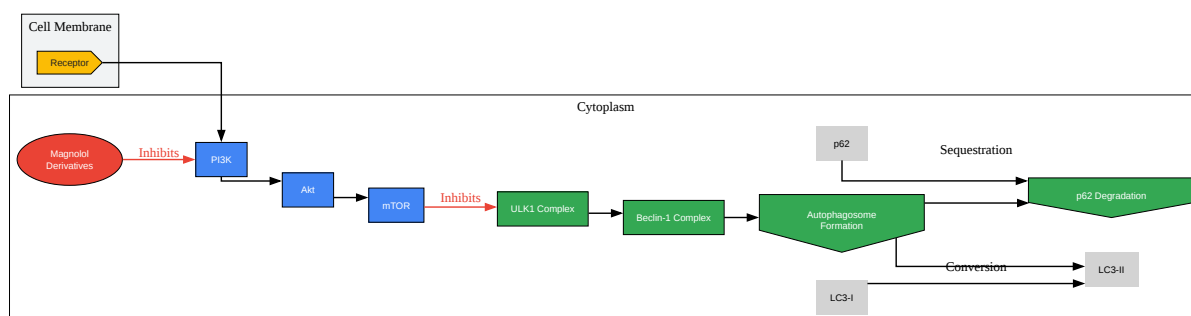 Cell Membrane
Receptor
Cytoplasm
Magnolol
Derivatives
Inhibits
PI3K
Akt
mTOR
Inhibits
ULK1 Complex
Beclin-1 Complex
Autophagosome
Formation
p62
Sequestration
p62 Degradation
Conversion
LC3-I
LC3-II